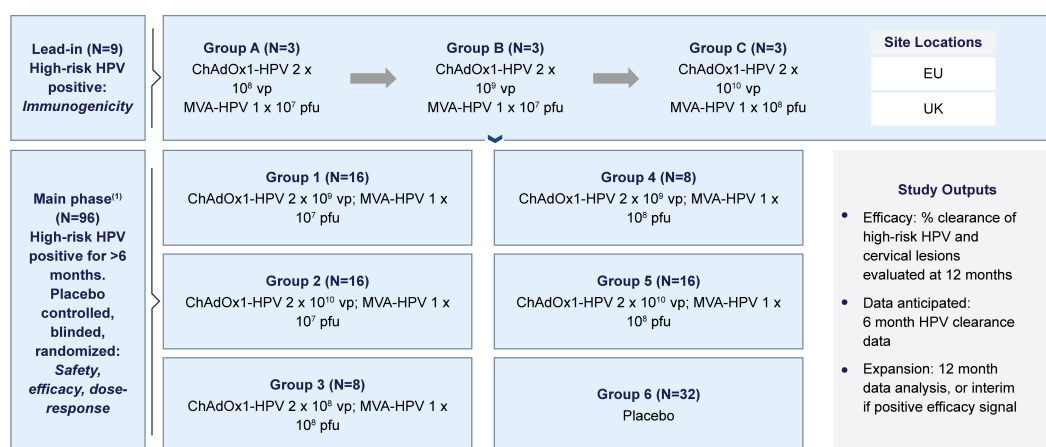 Lead-in (N=9)
High-risk HPV
positive:
Immunogenicity
Group A (N=3)
ChAdOx1-HPV 2 x
10⁸ vp
MVA-HPV 1 x 10⁷ pfu
Group B (N=3)
ChAdOx1-HPV 2 x
10⁹ vp
MVA-HPV 1 x 10⁷ pfu
Group C (N=3)
ChAdOx1-HPV 2 x
10¹⁰ vp
MVA-HPV 1 x 10⁸ pfu
Site Locations
EU
UK
Main phase⁽¹⁾
(N=96)
High-risk HPV
positive for >6
months.
Placebo
controlled,
blinded,
randomized:
Safety,
efficacy, dose-
response
Group 1 (N=16)
ChAdOx1-HPV 2 x 10⁹ vp; MVA-HPV 1 x
10⁷ pfu
Group 4 (N=8)
ChAdOx1-HPV 2 x 10⁹ vp; MVA-HPV 1 x
10⁸ pfu
Group 2 (N=16)
ChAdOx1-HPV 2 x 10¹⁰ vp; MVA-HPV 1 x
10⁷ pfu
Group 5 (N=16)
ChAdOx1-HPV 2 x 10¹⁰ vp; MVA-HPV 1 x
10⁸ pfu
Group 3 (N=8)
ChAdOx1-HPV 2 x 10⁸ vp; MVA-HPV 1 x
10⁸ pfu
Group 6 (N=32)
Placebo
Study Outputs
• Efficacy: % clearance of
high-risk HPV and
cervical lesions
evaluated at 12 months
• Data anticipated:
6 month HPV clearance
data
• Expansion: 12 month
data analysis, or interim
if positive efficacy signal